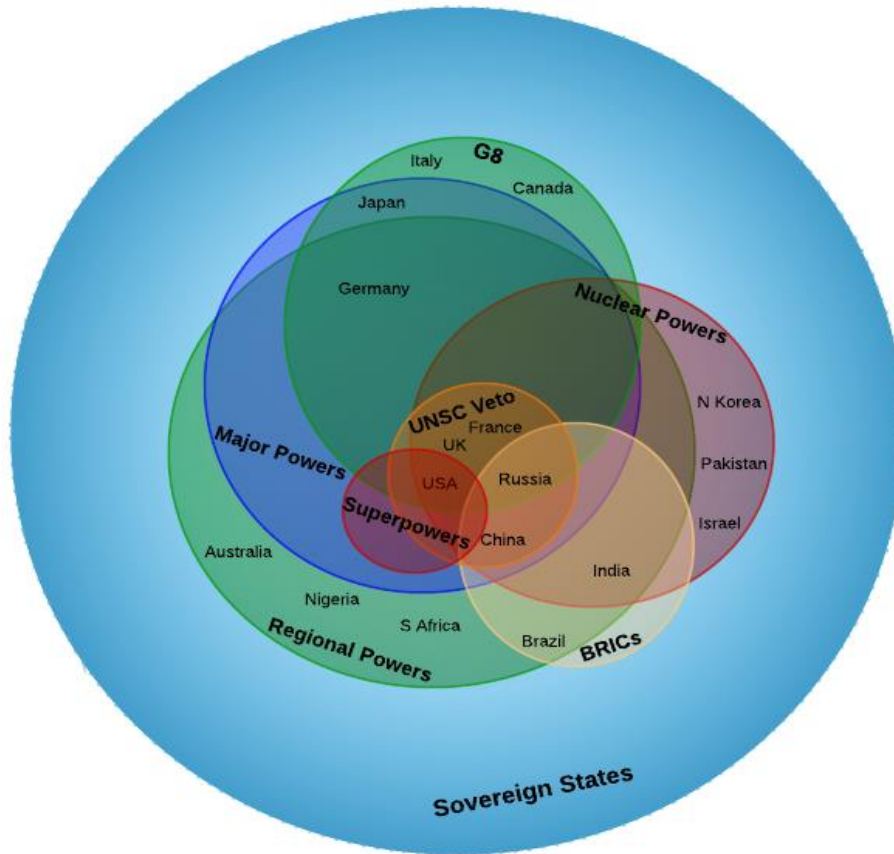 G8
Italy
Canada
Japan
Germany
Nuclear Powers
N Korea
UNSC Veto
France
UK
Major Powers
Pakistan
USA
Russia
Superpowers
Israel
China
Australia
India
Nigeria
S Africa
Brazil
BRICs
Regional Powers
Sovereign States